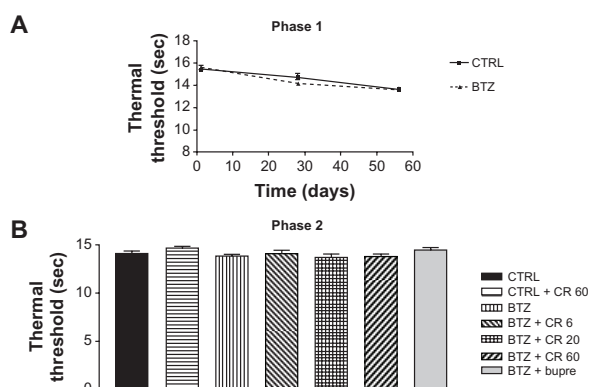 A
Phase 1
Thermal
threshold (sec)
18
16
14
12
10
8
0 10 20 30 40 50 60
Time (days)
CTRL
BTZ
B
Phase 2
Thermal
threshold (sec)
15
10
5
0
CTRL
CTRL + CR 60
BTZ
BTZ + CR 6
BTZ + CR 20
BTZ + CR 60
BTZ + bupre